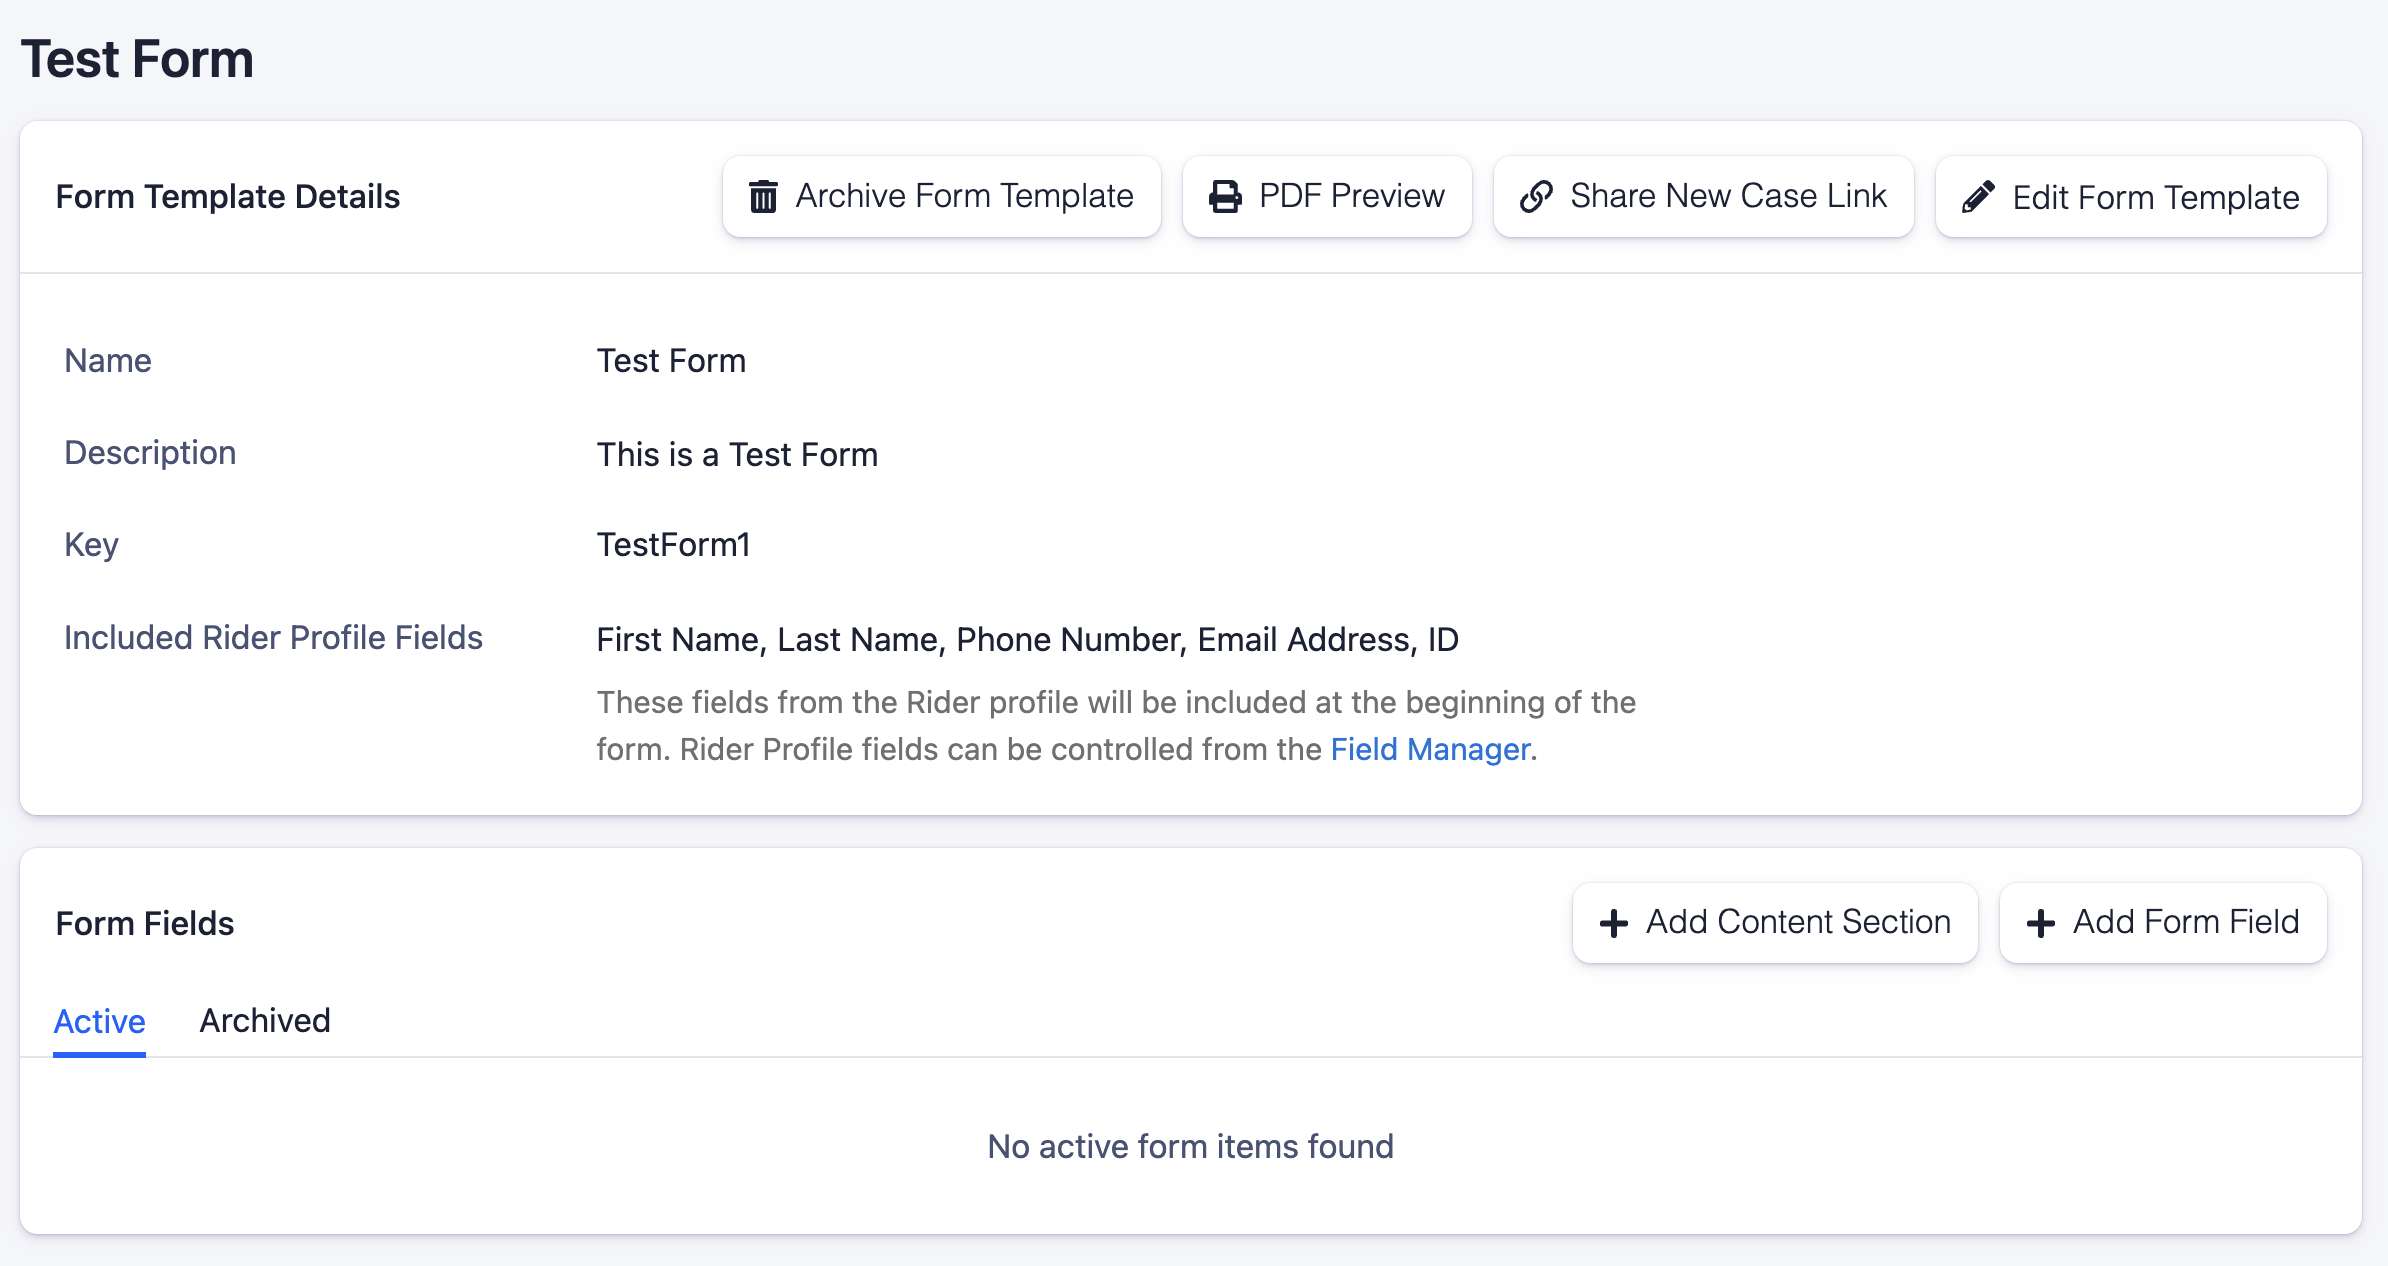 Test Form
Form Template Details
Archive Form Template
PDF Preview
Share New Case Link
Edit Form Template
Name
Test Form
Description
This is a Test Form
Key
TestForm1
Included Rider Profile Fields
First Name, Last Name, Phone Number, Email Address, ID
These fields from the Rider profile will be included at the beginning of the
form. Rider Profile fields can be controlled from the Field Manager.
Form Fields
Add Content Section
Add Form Field
Active
Archived
No active form items found